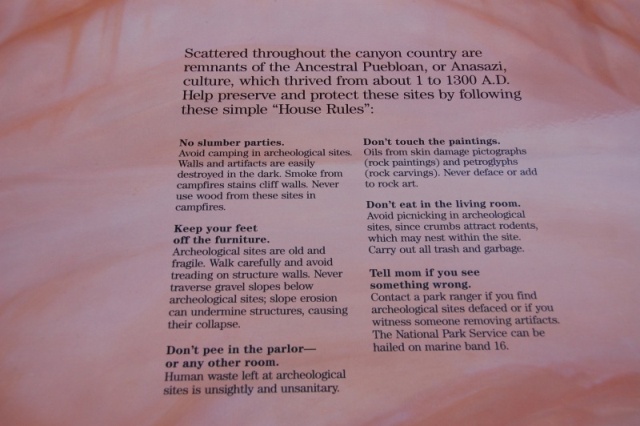 Scattered throughout the canyon country are
remnants of the Ancestral Puebloan, or Anasazi,
culture, which thrived from about 1 to 1300 A.D.
Help preserve and protect these sites by following
these simple “House Rules”:
No slumber parties.
Avoid camping in archeological sites.
Walls and artifacts are easily
destroyed in the dark. Smoke from
campfires stains cliff walls. Never
use wood from these sites in
campfires.
Keep your feet
off the furniture.
Archeological sites are old and
fragile. Walk carefully and avoid
treading on structure walls. Never
traverse gravel slopes below
archeological sites; slope erosion
can undermine structures, causing
their collapse.
Don't pee in the parlor—
or any other room.
Human waste left at archeological
sites is unsightly and unsanitary.
Don't touch the paintings.
Oils from skin damage pictographs
(rock paintings) and petroglyphs
(rock carvings). Never deface or add
to rock art.
Don't eat in the living room.
Avoid picnicking in archeological
sites, since crumbs attract rodents,
which may nest within the site.
Carry out all trash and garbage.
Tell mom if you see
something wrong.
Contact a park ranger if you find
archeological sites defaced or if you
witness someone removing artifacts.
The National Park Service can be
hailed on marine band 16.